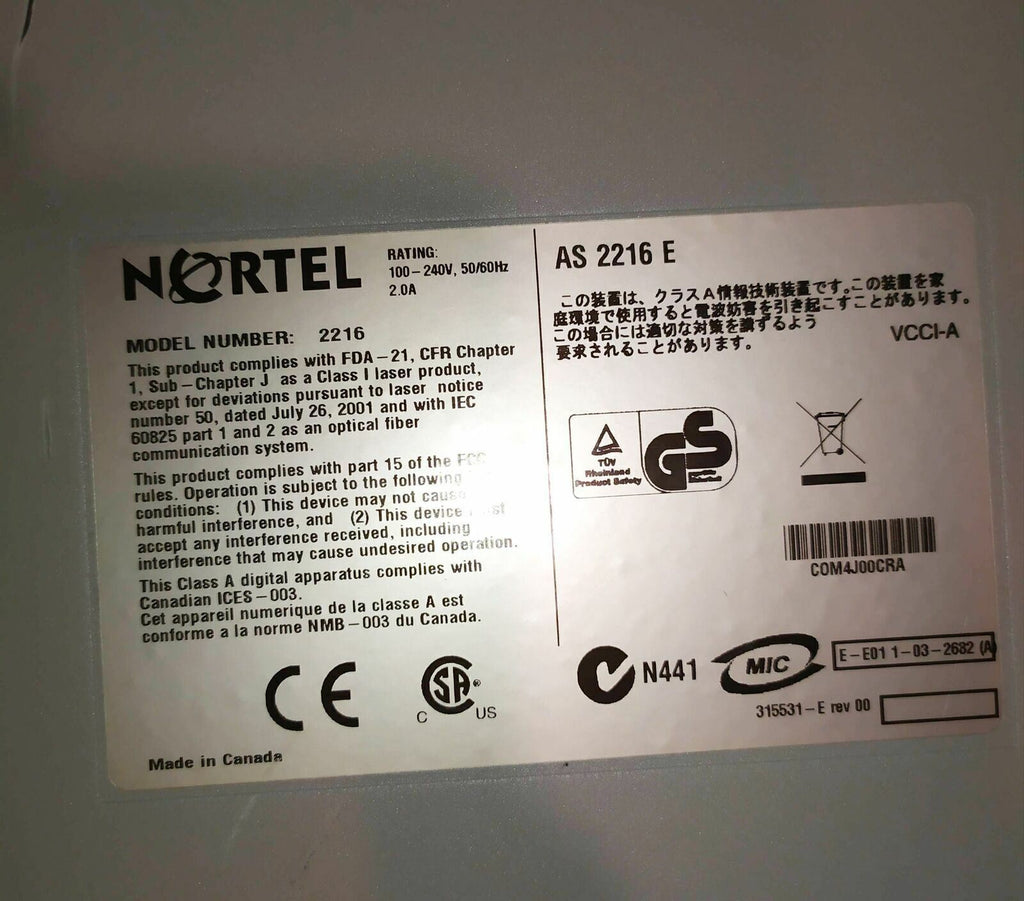 NORTEL
RATING:
100-240V, 50/60Hz
2.0A
MODEL NUMBER: 2216
This product complies with FDA-21, CFR Chapter
1, Sub-Chapter J as a Class I laser product,
except for deviations pursuant to laser notice
number 50, dated July 26, 2001 and with IEC
60825 part 1 and 2 as an optical fiber
communication system.
This product complies with part 15 of the FCC
rules. Operation is subject to the following
conditions: (1) This device may not cause
harmful interference, and (2) This device must
accept any interference received, including
interference that may cause undesired operation.
This Class A digital apparatus complies with
Canadian ICES-003.
Cet appareil numerique de la classe A est
conforme a la norme NMB-003 du Canada.
CE
C SA ® US
Made in Canada
AS 2216 E
この装置は、クラスA情報技術装置です。この装置を家
庭環境で使用すると電波妨害を引き起こすことがあります。
この場合には適切な対策を講ずるよう
要求されることがあります。
VCCI-A
TÜV
Rheinland
Product Safety
GS
COM4J00CRA
N441
MIC
E-E01 1-03-2682 (A)
315531-E rev 00